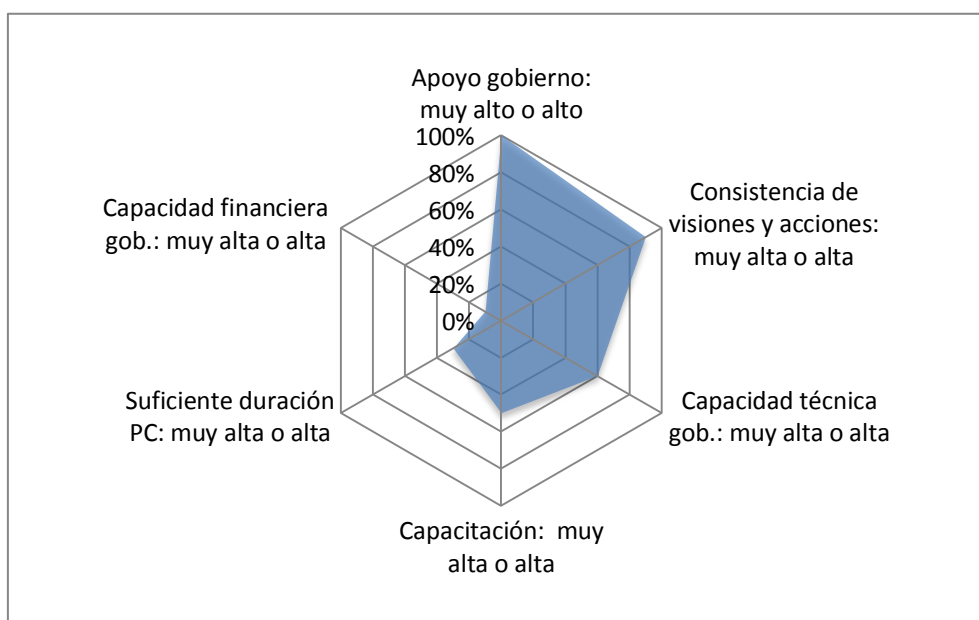 Apoyo gobierno:
muy alto o alto
100%
80%
60%
40%
20%
0%
Consistencia de
visiones y acciones:
muy alta o alta
Capacidad técnica
gob.: muy alta o alta
Capacitación:  muy
alta o alta
Suficiente duración
PC: muy alta o alta
Capacidad financiera
gob.: muy alta o alta